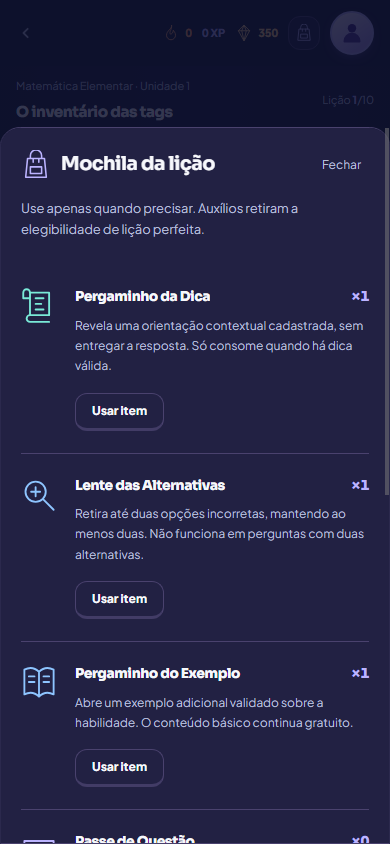 0 0 XP 350
Matemática Elementar · Unidade 1
Lição 1/10
O inventário das tags
Mochila da lição
Fechar
Use apenas quando precisar. Auxílios retiram a
elegibilidade de lição perfeita.
Pergaminho da Dica ×1
Revela uma orientação contextual cadastrada, sem
entregar a resposta. Só consome quando há dica
válida.
Usar item
Lente das Alternativas ×1
Retira até duas opções incorretas, mantendo ao
menos duas. Não funciona em perguntas com duas
alternativas.
Usar item
Pergaminho do Exemplo ×1
Abre um exemplo adicional validado sobre a
habilidade. O conteúdo básico continua gratuito.
Usar item
Passe de Questão ×0